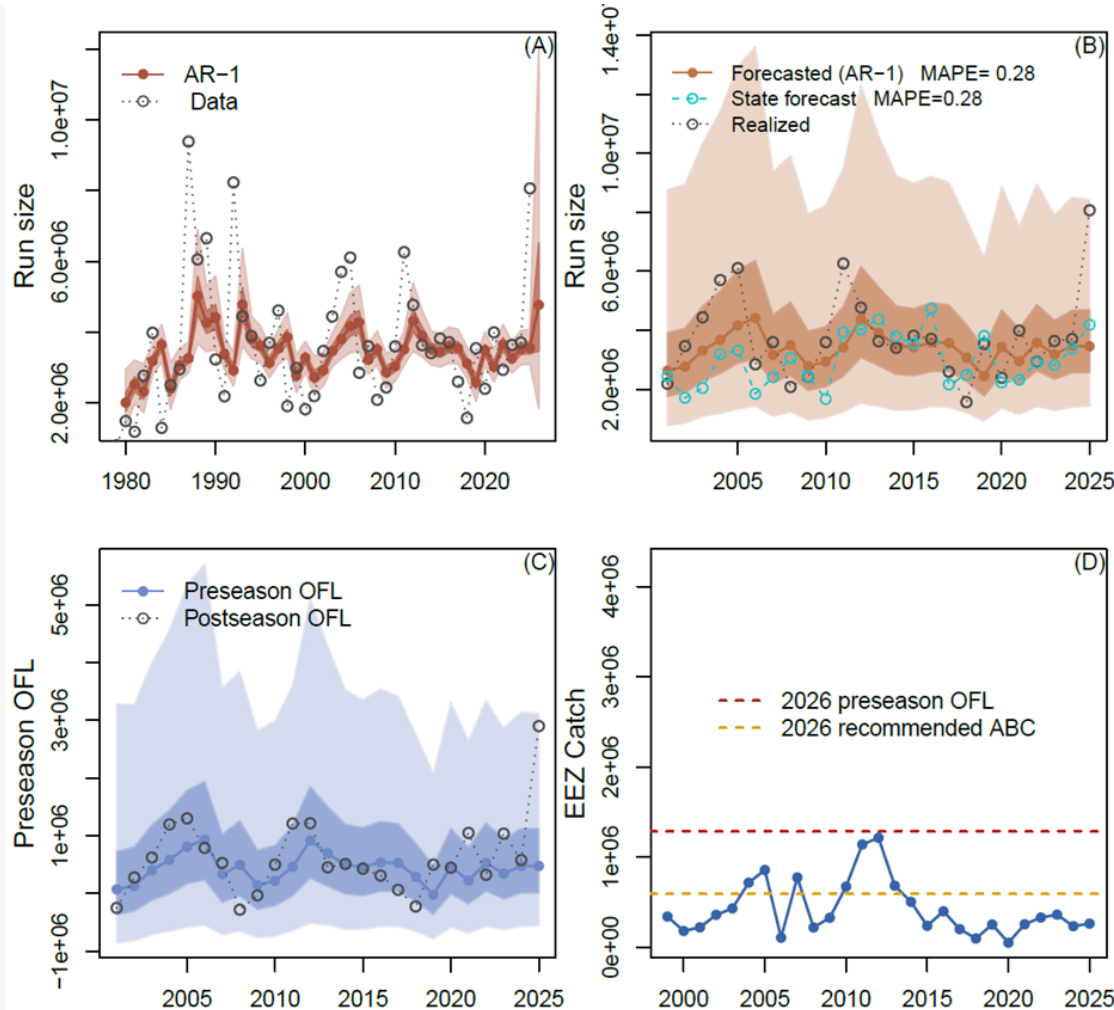 (A)
AR−1
Data
Run size
1.0e+07
6.0e+06
2.0e+06
1980 1990 2000 2010 2020
(B)
Forecasted (AR−1) MAPE= 0.28
State forecast MAPE=0.28
Realized
Run size
1.4e+0
1.0e+07
6.0e+06
2.0e+06
2005 2010 2015 2020 2025
(C)
Preseason OFL
Postseason OFL
Preseason OFL
5e+06
3e+06
1e+06
−1e+06
2005 2010 2015 2020 2025
(D)
2026 preseason OFL
2026 recommended ABC
EEZ Catch
4e+06
3e+06
2e+06
1e+06
0e+00
2000 2005 2010 2015 2020 2025